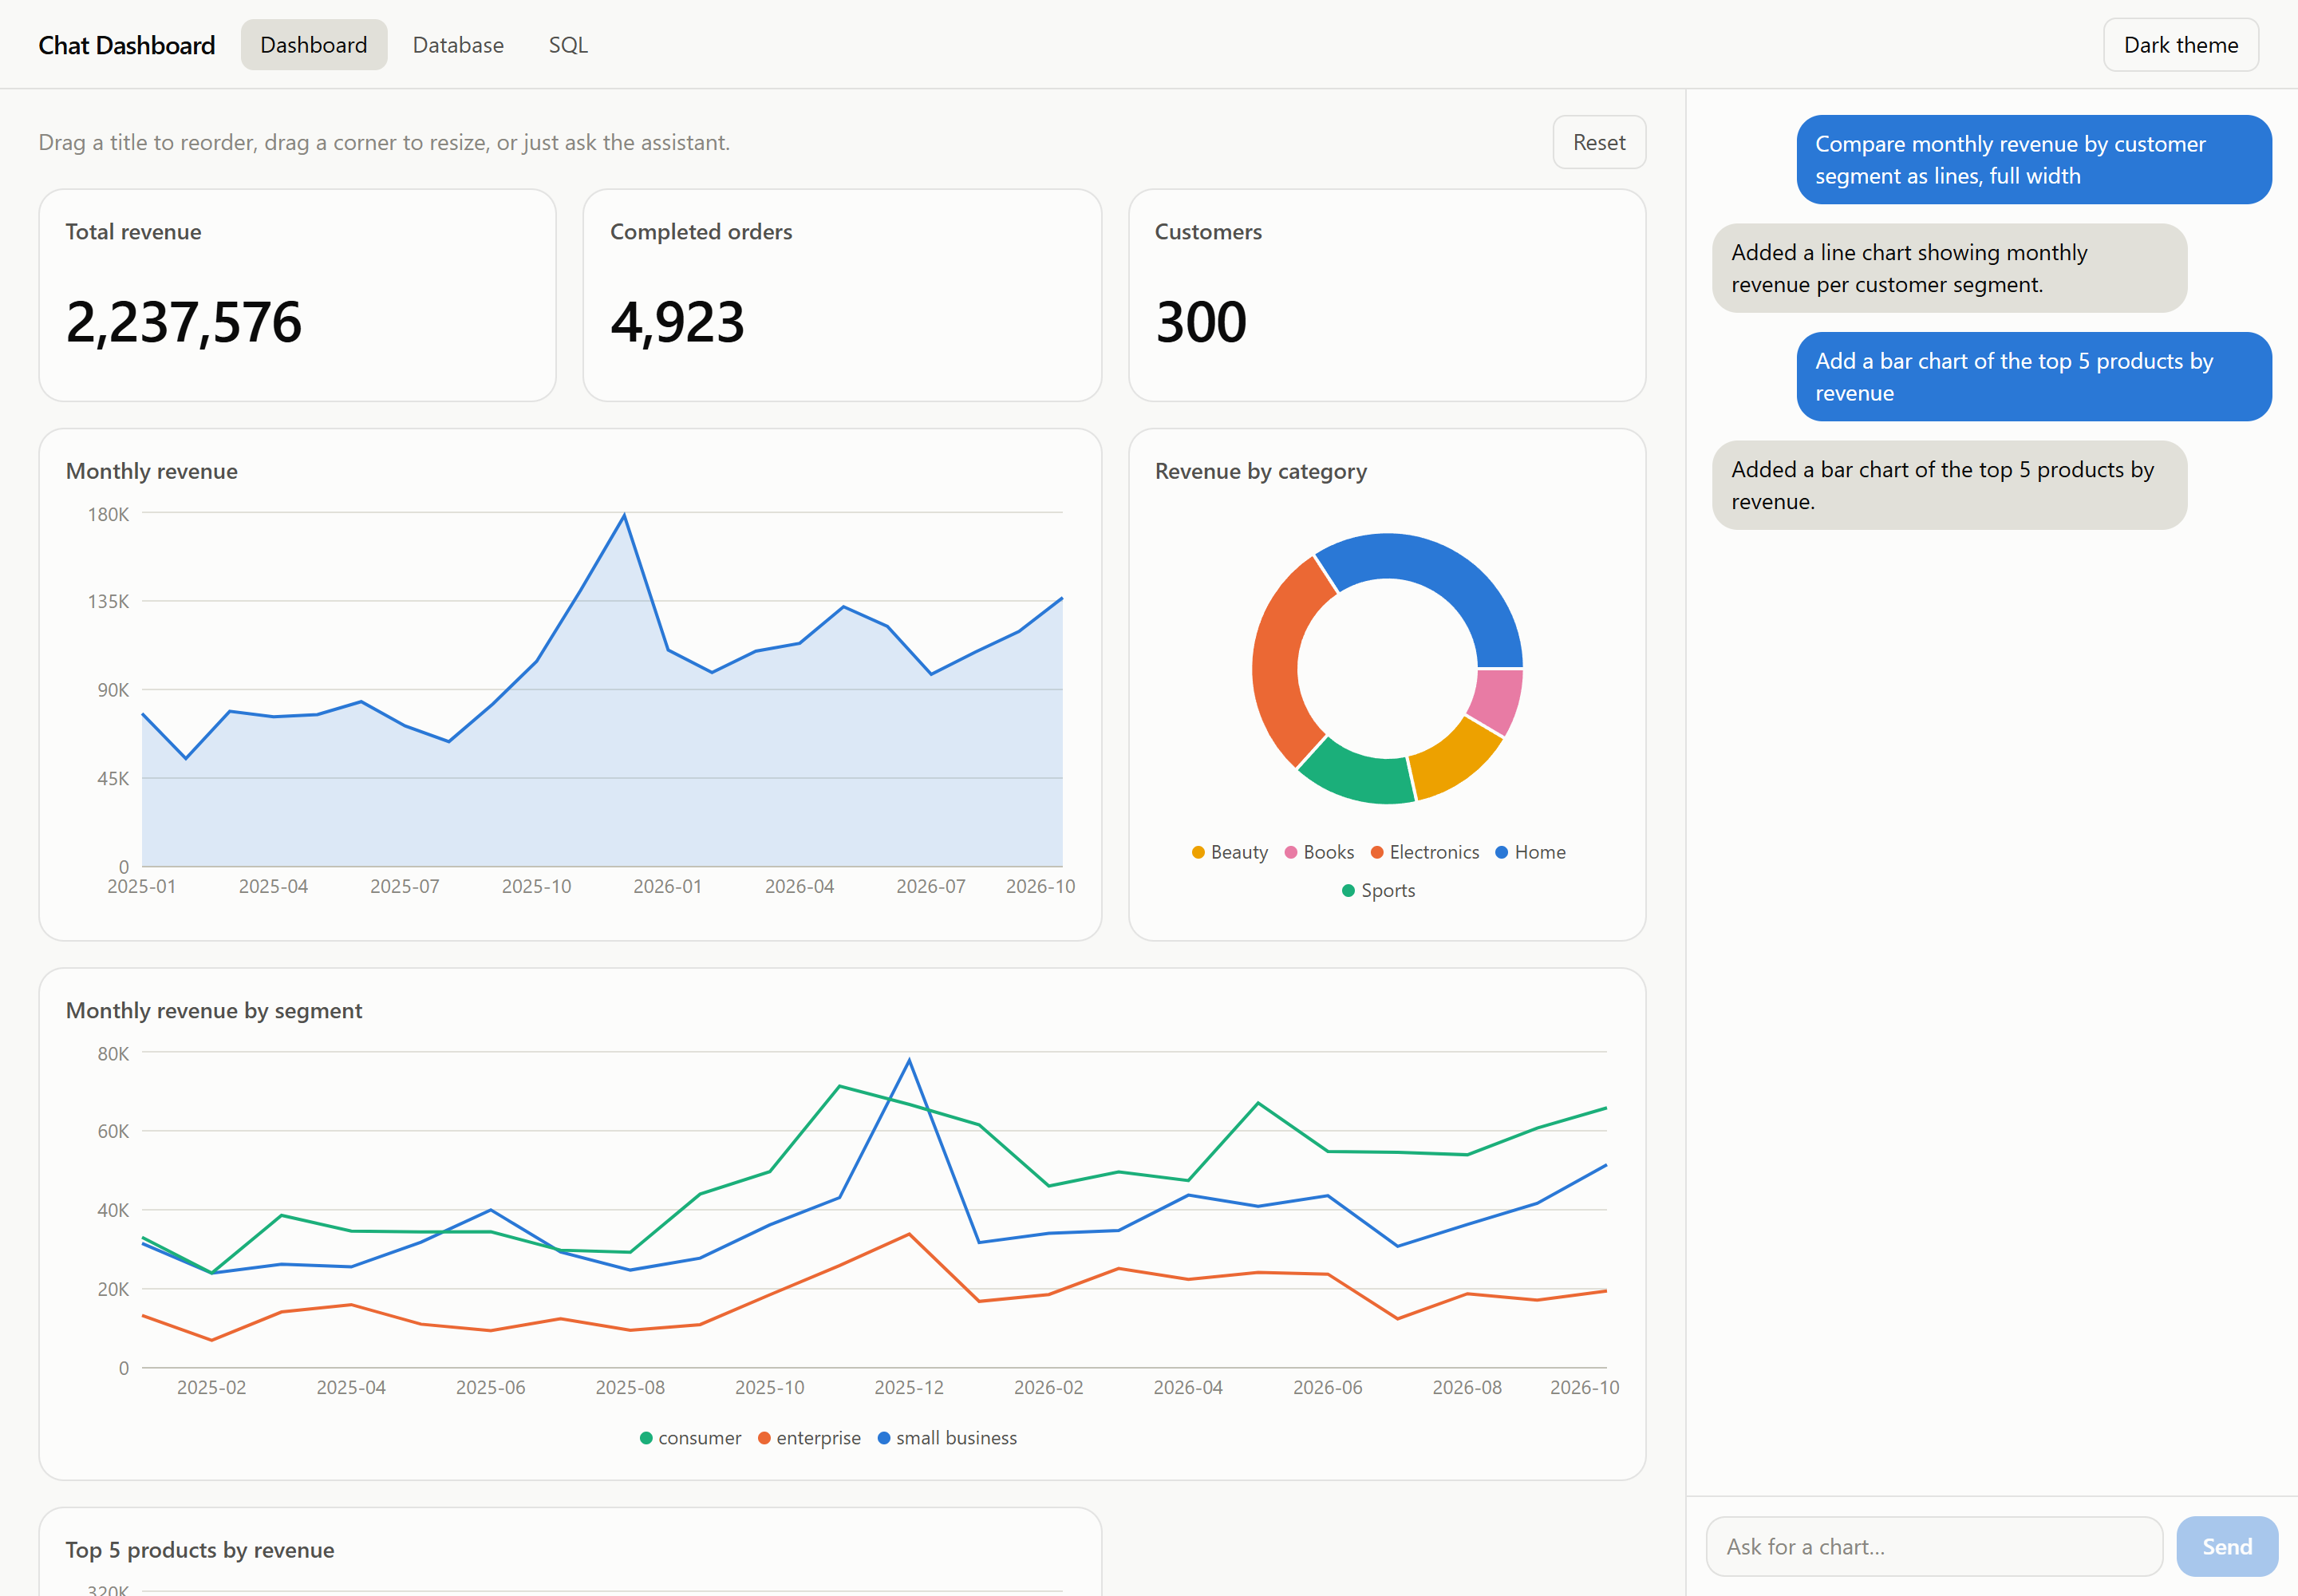 Chat Dashboard
Dashboard
Database
SQL
Dark theme
Drag a title to reorder, drag a corner to resize, or just ask the assistant.
Reset
Total revenue
2,237,576
Completed orders
4,923
Customers
300
Monthly revenue
180K
135K
90K
45K
0
2025-01 2025-04 2025-07 2025-10 2026-01 2026-04 2026-07 2026-10
Revenue by category
Beauty Books Electronics Home
Sports
Monthly revenue by segment
80K
60K
40K
20K
0
2025-02 2025-04 2025-06 2025-08 2025-10 2025-12 2026-02 2026-04 2026-06 2026-08 2026-10
consumer enterprise small business
Top 5 products by revenue
320K
Compare monthly revenue by customer
segment as lines, full width
Added a line chart showing monthly
revenue per customer segment.
Add a bar chart of the top 5 products by
revenue
Added a bar chart of the top 5 products by
revenue.
Ask for a chart...
Send